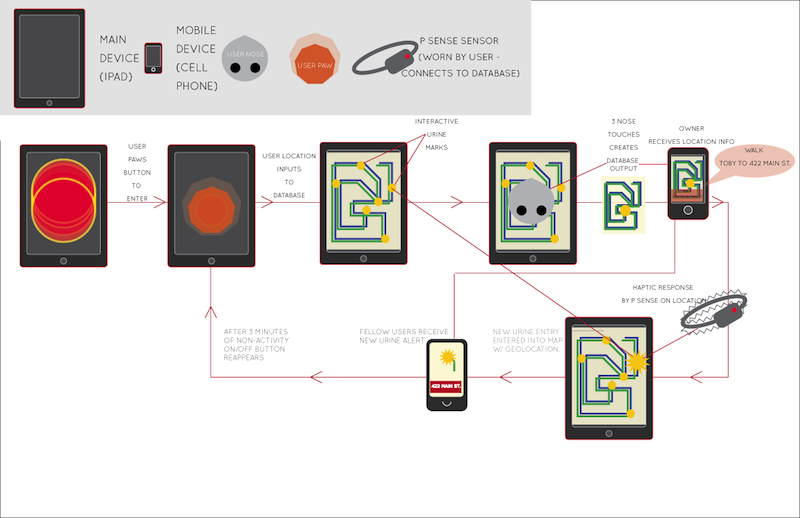 MAIN
DEVICE
(IPAD)
MOBILE
DEVICE
(CELL
PHONE)
USER NOSE
USER PAW
P SENSE SENSOR
(WORN BY USER -
CONNECTS TO DATABASE)
USER
PAWS
BUTTON
TO
ENTER
USER LOCATION
INPUTS
TO
DATABASE
INTERACTIVE
URINE
MARKS
3 NOSE
TOUCHES
CREATES
DATABASE
OUTPUT
OWNER
RECEIVES LOCATION INFO
WALK
TOBY TO 422 MAIN ST.
HAPTIC RESPONSE
BY P SENSE ON LOCATION
NEW URINE ENTRY
ENTERED INTO MAP
W/ GEOLOCATION.
FELLOW USERS RECEIVE
NEW URINE ALERT
422 MAIN ST.
AFTER 3 MINUTES
OF NON-ACTIVITY
ON/OFF BUTTON
REAPPEARS